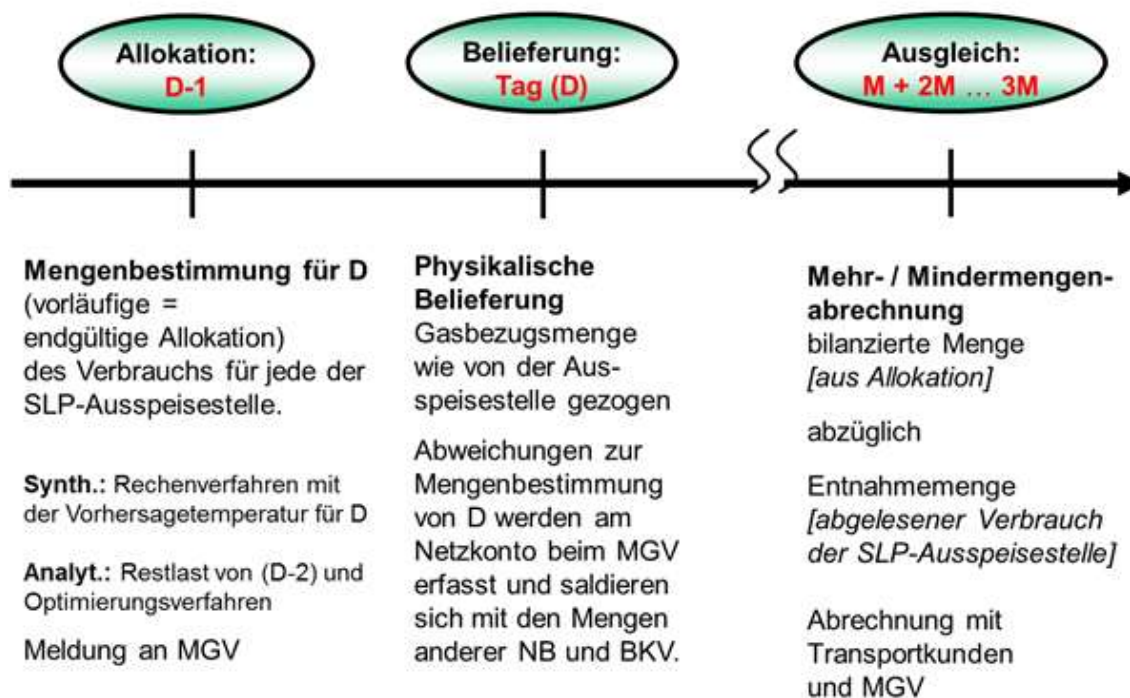 Allokation:
D-1
Belieferung:
Tag (D)
Ausgleich:
M + 2M … 3M
Mengenbestimmung für D
(vorläufige =
endgültige Allokation)
des Verbrauchs für jede der
SLP-Ausspeisestelle.
Synth.: Rechenverfahren mit
der Vorhersagetemperatur für D
Analyt.: Restlast von (D-2) und
Optimierungsverfahren
Meldung an MGV
Physikalische
Belieferung
Gasbezugsmenge
wie von der Aus-
speisestelle gezogen
Abweichungen zur
Mengenbestimmung
von D werden am
Netzkonto beim MGV
erfasst und saldieren
sich mit den Mengen
anderer NB und BKV.
Mehr- / Mindermengen-
abrechnung
bilanzierte Menge
[aus Allokation]
abzüglich
Entnahmemenge
[abgelesener Verbrauch
der SLP-Ausspeisestelle]
Abrechnung mit
Transportkunden
und MGV